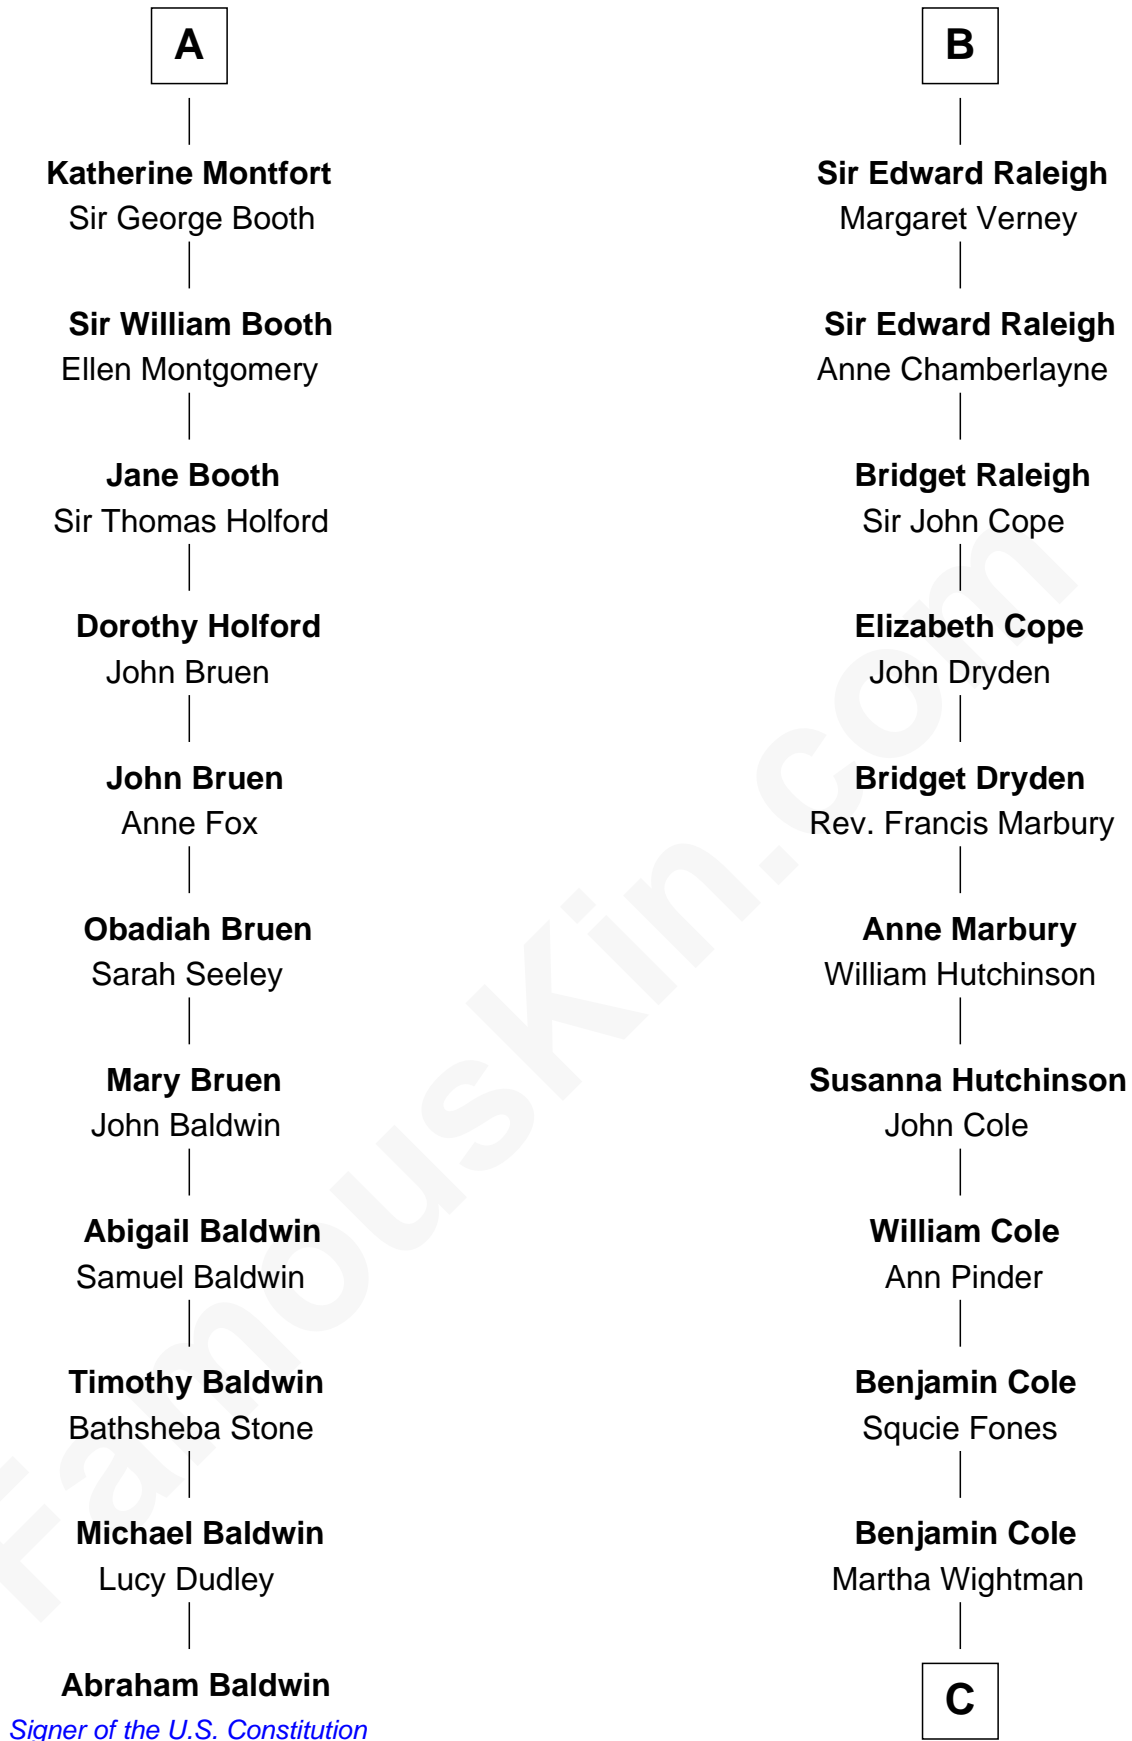 A
Katherine Montfort
Sir George Booth
Sir William Booth
Ellen Montgomery
Jane Booth
Sir Thomas Holford
Dorothy Holford
John Bruen
John Bruen
Anne Fox
Obadiah Bruen
Sarah Seeley
Mary Bruen
John Baldwin
Abigail Baldwin
Samuel Baldwin
Timothy Baldwin
Bathsheba Stone
Michael Baldwin
Lucy Dudley
Abraham Baldwin
Signer of the U.S. Constitution
B
Sir Edward Raleigh
Margaret Verney
Sir Edward Raleigh
Anne Chamberlayne
Bridget Raleigh
Sir John Cope
Elizabeth Cope
John Dryden
Bridget Dryden
Rev. Francis Marbury
Anne Marbury
William Hutchinson
Susanna Hutchinson
John Cole
William Cole
Ann Pinder
Benjamin Cole
Squcie Fones
Benjamin Cole
Martha Wightman
C
FamousKin.com